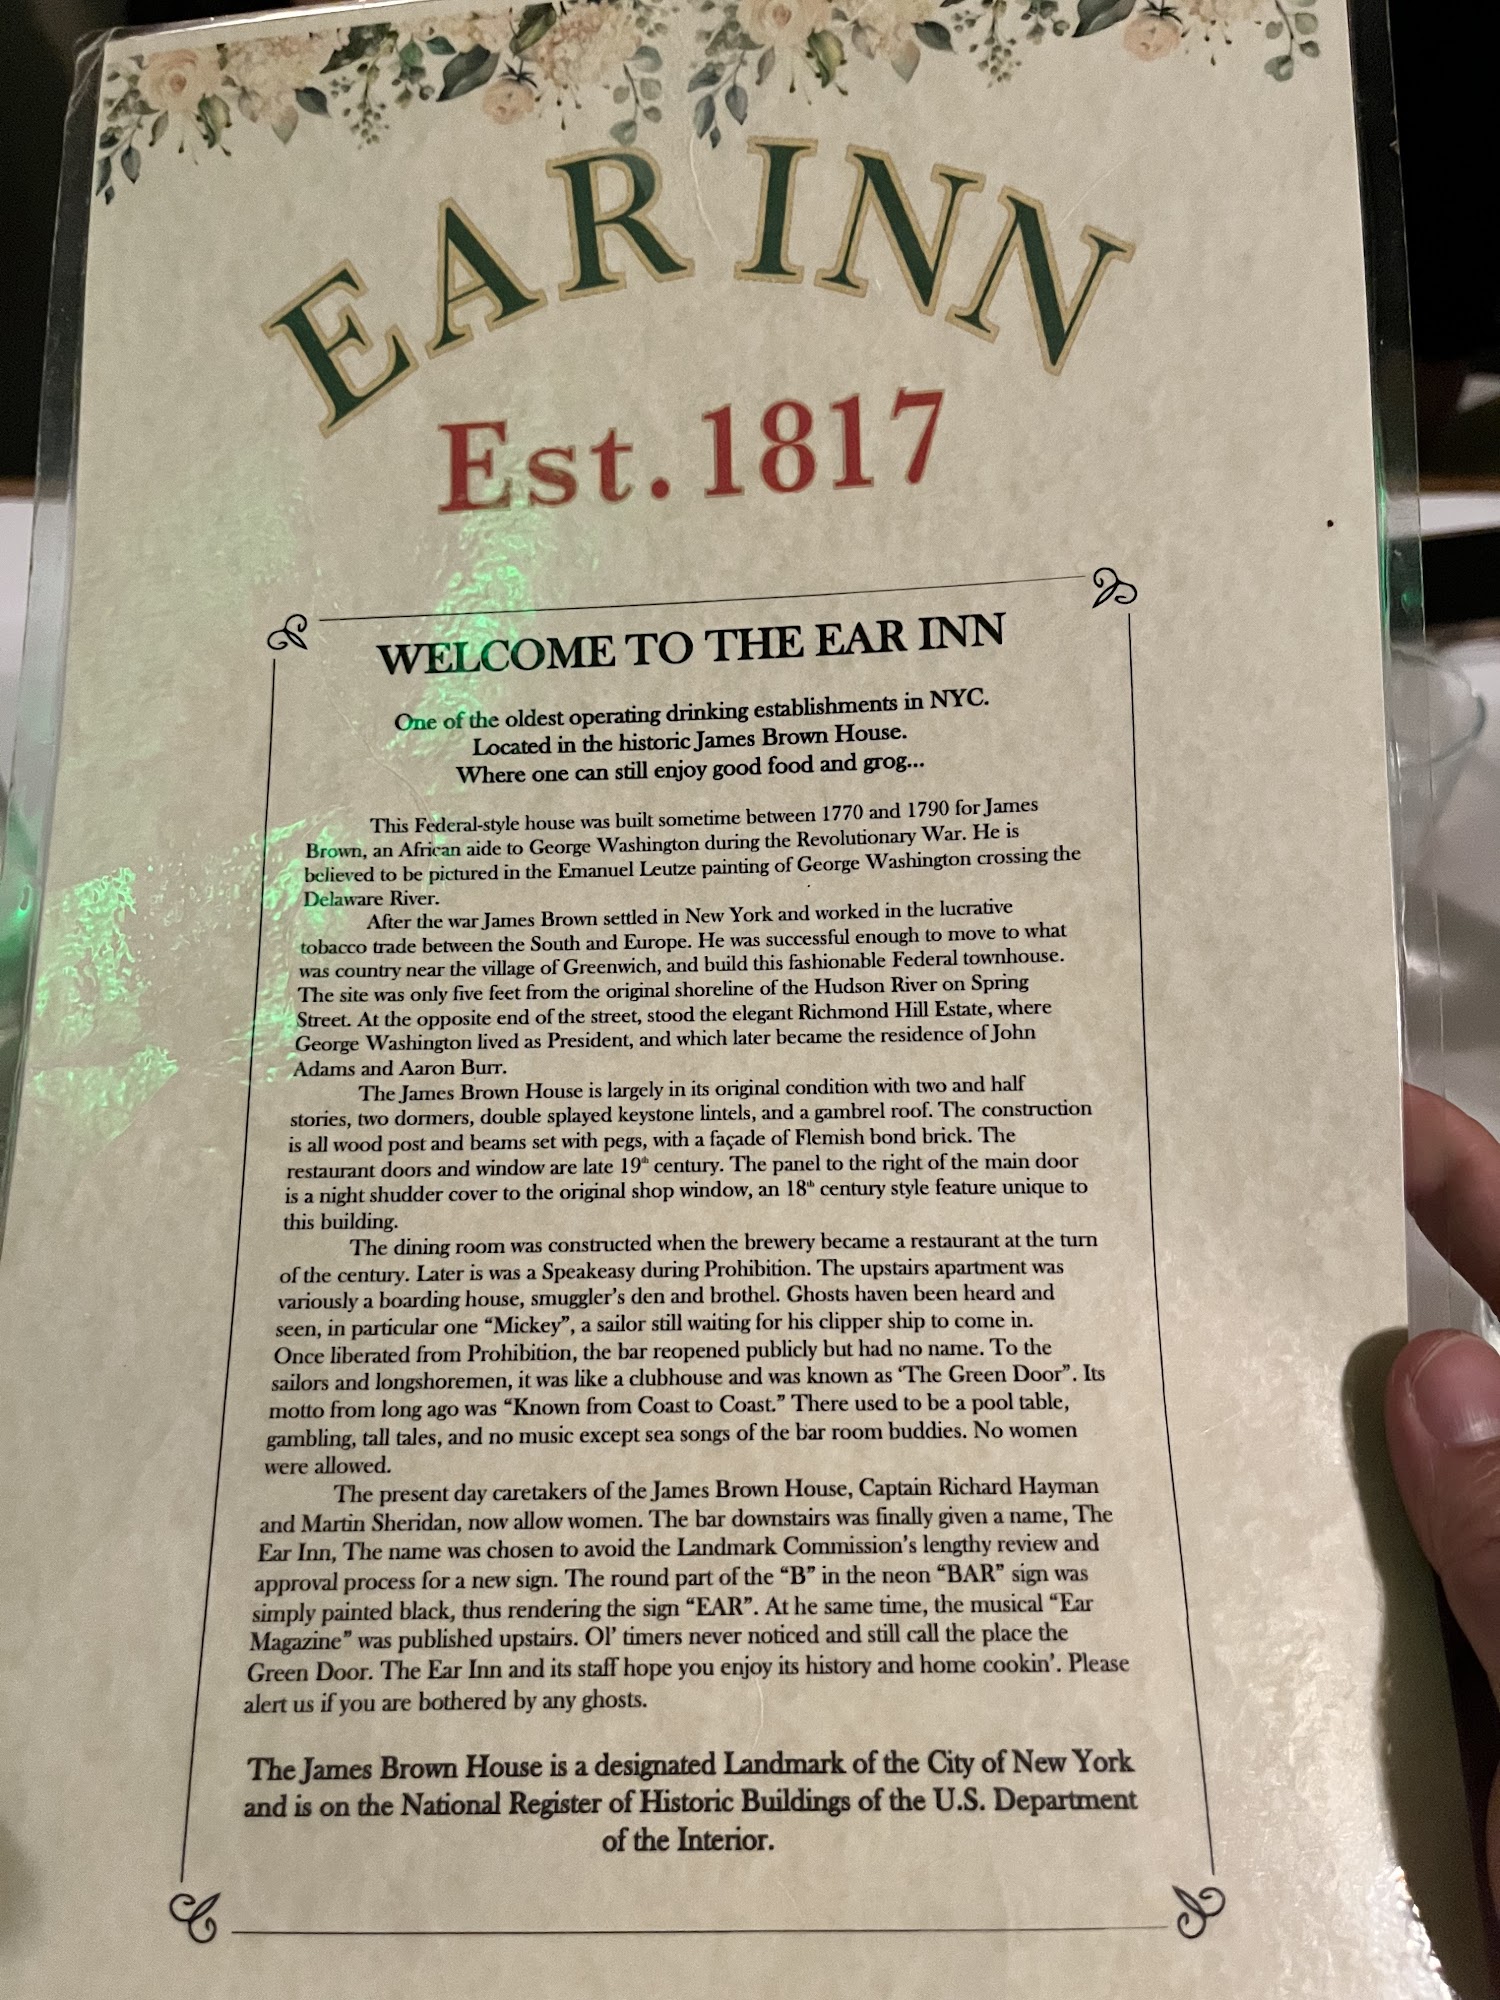 EAR INN
Est. 1817
WELCOME TO THE EAR INN
One of the oldest operating drinking establishments in NYC.
Located in the historic James Brown House.
Where one can still enjoy good food and grog...
This Federal-style house was built sometime between 1770 and 1790 for James
Brown, an African aide to George Washington during the Revolutionary War. He is
believed to be pictured in the Emanuel Leutze painting of George Washington crossing the
Delaware River.
After the war James Brown settled in New York and worked in the lucrative
tobacco trade between the South and Europe. He was successful enough to move to what
was country near the village of Greenwich, and build this fashionable Federal townhouse.
The site was only five feet from the original shoreline of the Hudson River on Spring
Street. At the opposite end of the street, stood the elegant Richmond Hill Estate, where
George Washington lived as President, and which later became the residence of John
Adams and Aaron Burr.
The James Brown House is largely in its original condition with two and half
stories, two dormers, double splayed keystone lintels, and a gambrel roof. The construction
is all wood post and beams set with pegs, with a façade of Flemish bond brick. The
restaurant doors and window are late 19th century. The panel to the right of the main door
is a night shudder cover to the original shop window, an 18th century style feature unique to
this building.
The dining room was constructed when the brewery became a restaurant at the turn
of the century. Later is was a Speakeasy during Prohibition. The upstairs apartment was
variously a boarding house, smuggler's den and brothel. Ghosts haven been heard and
seen, in particular one “Mickey”, a sailor still waiting for his clipper ship to come in.
Once liberated from Prohibition, the bar reopened publicly but had no name. To the
sailors and longshoremen, it was like a clubhouse and was known as ‘The Green Door”. Its
motto from long ago was “Known from Coast to Coast.” There used to be a pool table,
gambling, tall tales, and no music except sea songs of the bar room buddies. No women
were allowed.
The present day caretakers of the James Brown House, Captain Richard Hayman
and Martin Sheridan, now allow women. The bar downstairs was finally given a name, The
Ear Inn, The name was chosen to avoid the Landmark Commission's lengthy review and
approval process for a new sign. The round part of the “B” in the neon “BAR” sign was
simply painted black, thus rendering the sign “EAR”. At he same time, the musical “Ear
Magazine” was published upstairs. Ol’ timers never noticed and still call the place the
Green Door. The Ear Inn and its staff hope you enjoy its history and home cookin’. Please
alert us if you are bothered by any ghosts.
The James Brown House is a designated Landmark of the City of New York
and is on the National Register of Historic Buildings of the U.S. Department
of the Interior.